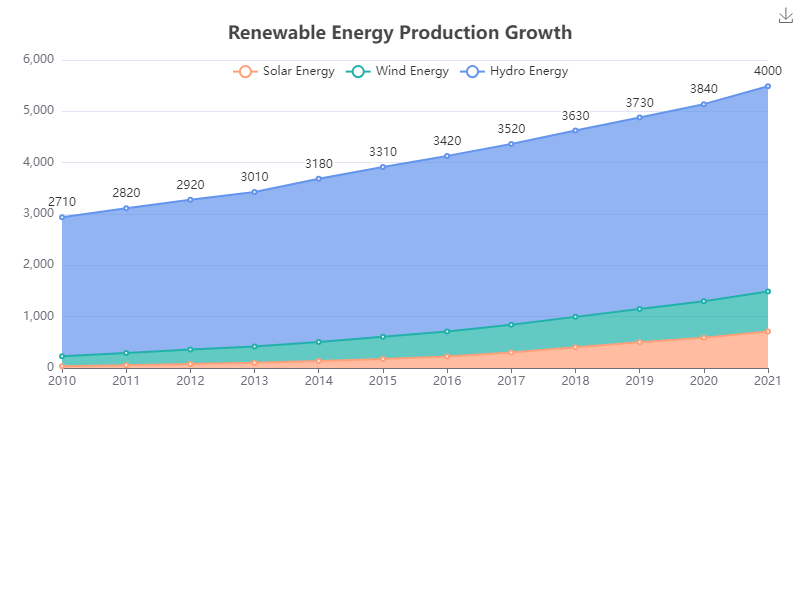 Renewable Energy Production Growth
Solar Energy Wind Energy Hydro Energy
6,000
5,000
4,000
3,000
2,000
1,000
0
2710 2820 2920 3010 3180 3310 3420 3520 3630 3730 3840 4000
2010 2011 2012 2013 2014 2015 2016 2017 2018 2019 2020 2021